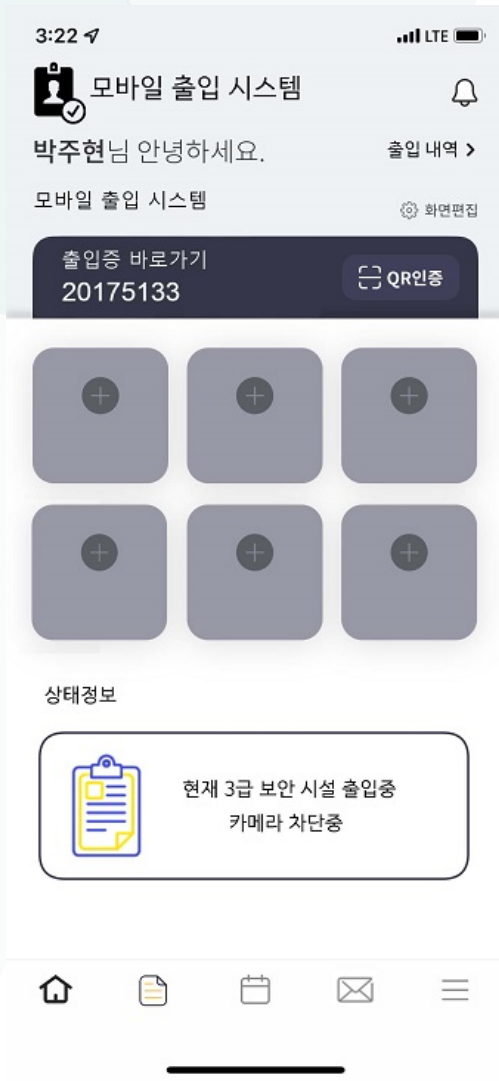 3:22
LTE
모바일 출입 시스템
박주현님 안녕하세요.
출입 내역
모바일 출입 시스템
화면편집
출입증 바로가기
20175133
QR인증
상태정보
현재 3급 보안 시설 출입중
카메라 차단중